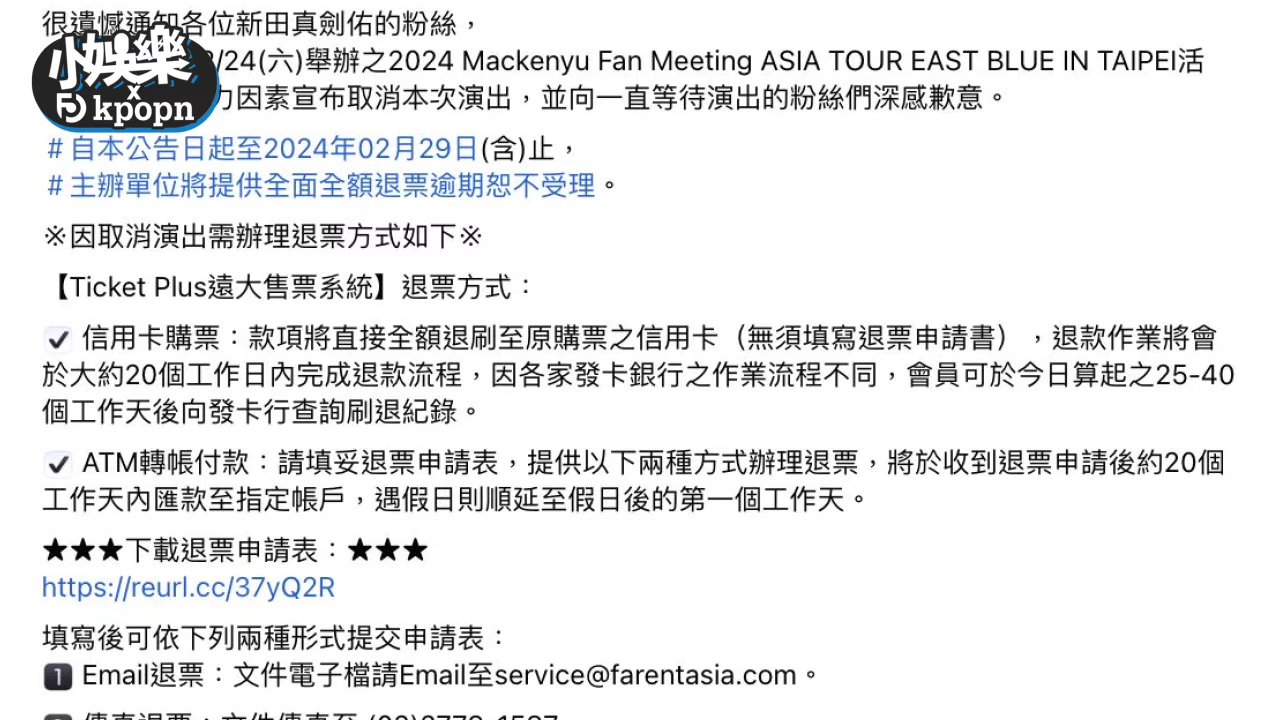 很遺憾通知各位新田真劍佑的粉絲，
/24(六)舉辦之2024 Mackenyu Fan Meeting ASIA TOUR EAST BLUE IN TAIPEI活
因素宣布取消本次演出，並向一直等待演出的粉絲們深感歉意。
小娛樂
x
kpopn
#自本公告日起至2024年02月29日(含)止，
#主辦單位將提供全面全額退票逾期恕不受理。
※因取消演出需辦理退票方式如下※
【Ticket Plus遠大售票系統】退票方式：
信用卡購票：款項將直接全額退刷至原購票之信用卡（無須填寫退票申請書），退款作業將會
於大約20個工作日內完成退款流程，因各家發卡銀行之作業流程不同，會員可於今日算起之25-40
個工作天後向發卡行查詢刷退紀錄。
ATM轉帳付款：請填妥退票申請表，提供以下兩種方式辦理退票，將於收到退票申請後約20個
工作天內匯款至指定帳戶，遇假日則順延至假日後的第一個工作天。
★★★下載退票申請表：★★★
https://reurl.cc/37yQ2R
填寫後可依下列兩種形式提交申請表：
1 Email退票：文件電子檔請Email至service@farentasia.com。